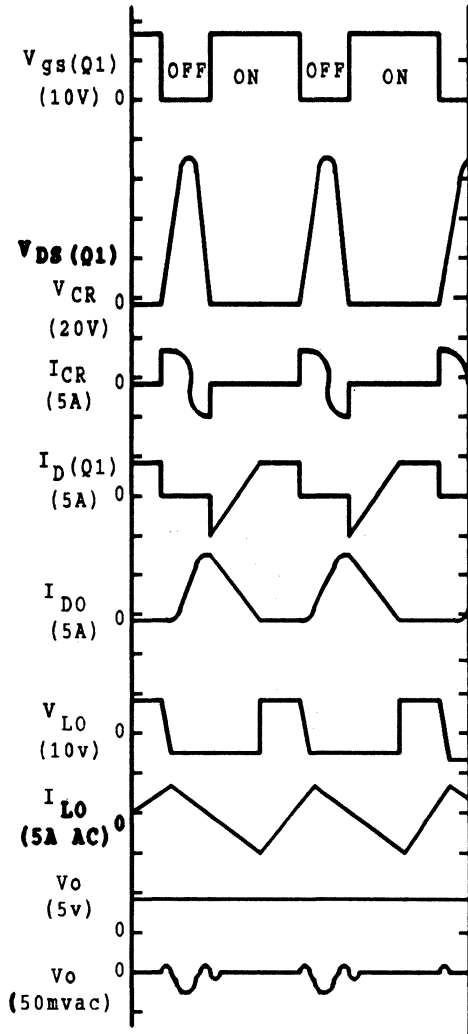 Vgs(Q1)
(10V) 0
OFF ON OFF ON
VDS(Q1)
VCR 0
(20V)
ICR 0
(5A)
ID(Q1)
(5A) 0
IDO
(5A) 0
VLO 0
(10v)
ILO 0
(5A AC)
Vo
(5v)
0
Vo 0
(50mvac)